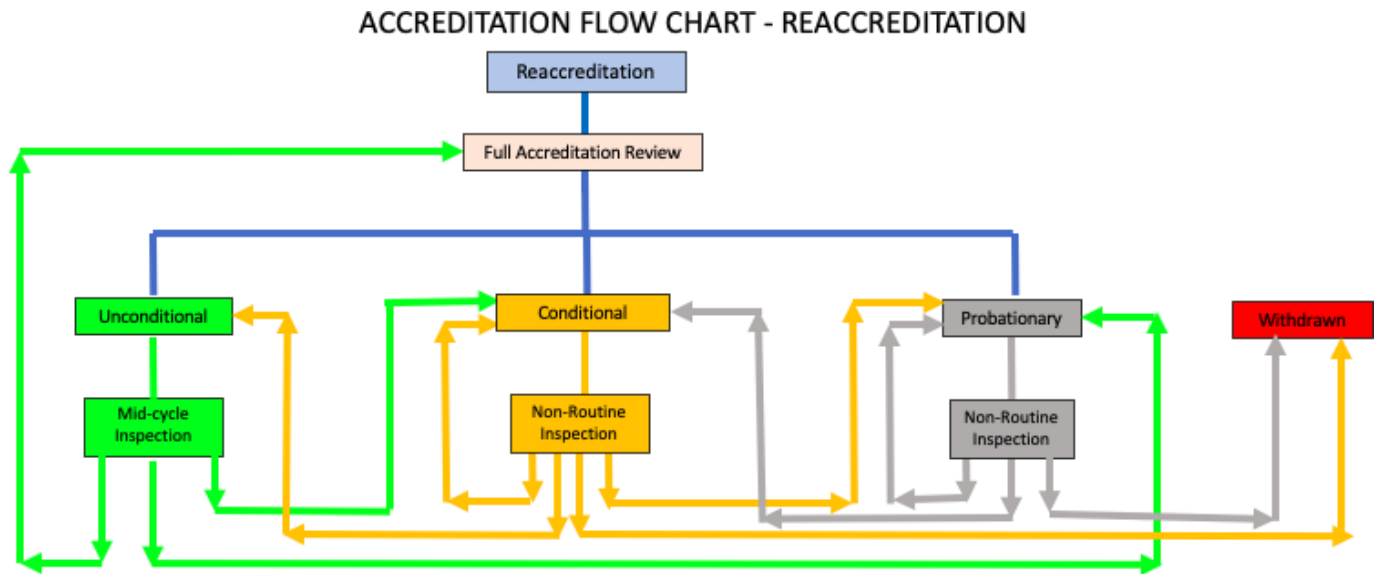 ACCREDITATION FLOW CHART - REACCREDITATION
Reaccreditation
Full Accreditation Review
Unconditional
Conditional
Probationary
Withdrawn
Mid-cycle
Inspection
Non-Routine
Inspection
Non-Routine
Inspection